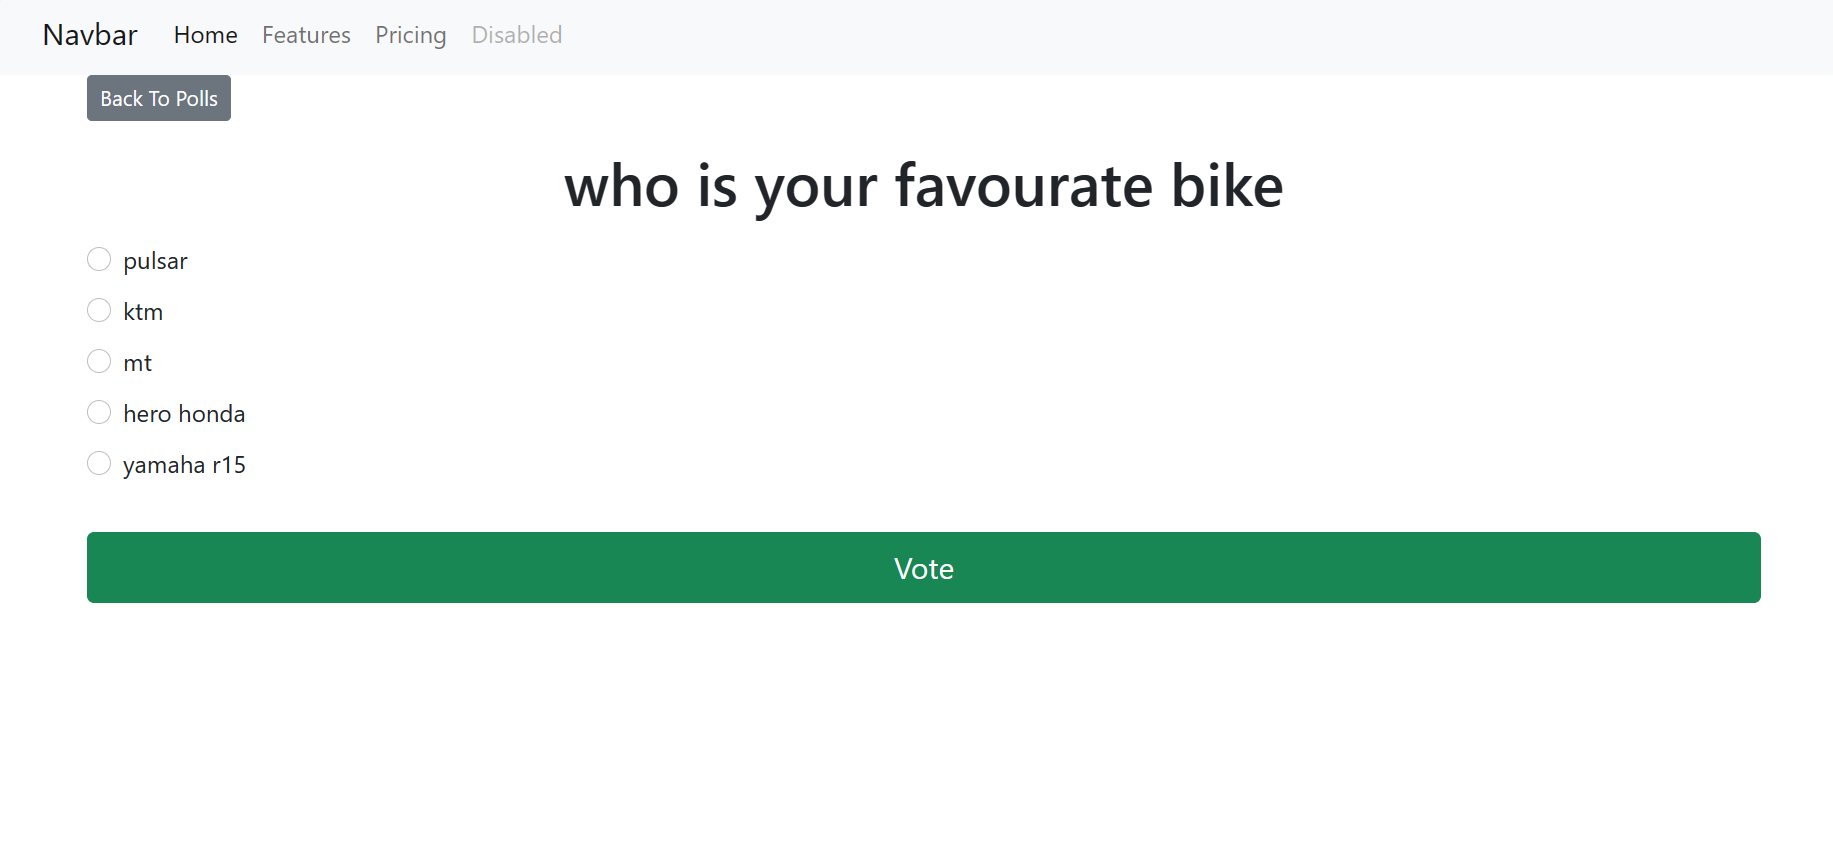 Navbar Home Features Pricing Disabled
Back To Polls
who is your favourate bike
pulsar
ktm
mt
hero honda
yamaha r15
Vote